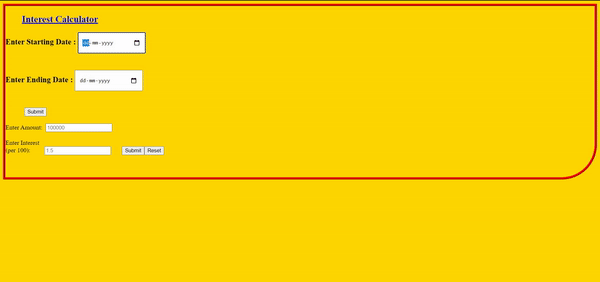 Interest Calculator
Enter Starting Date : dd-mm-yyyy
Enter Ending Date : dd-mm-yyyy
Submit
Enter Amount: 100000
Enter Interest
(per 100): 1.5 Submit Reset